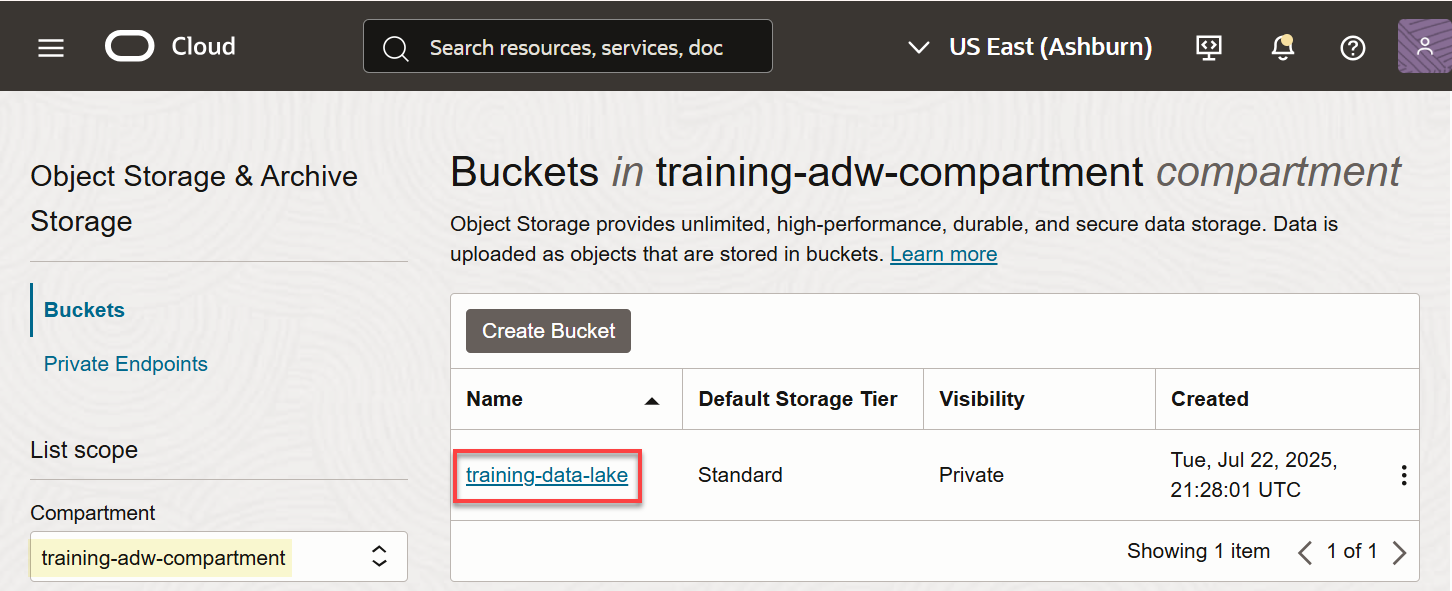 Cloud
Search resources, services, doc
US East (Ashburn)
Object Storage & Archive
Storage
Buckets
Private Endpoints
List scope
Compartment
training-adw-compartment
Buckets in training-adw-compartment compartment
Object Storage provides unlimited, high-performance, durable, and secure data storage. Data is
uploaded as objects that are stored in buckets. Learn more
Create Bucket
Name Default Storage Tier Visibility Created
training-data-lake Standard Private Tue, Jul 22, 2025,
21:28:01 UTC
Showing 1 item 1 of 1